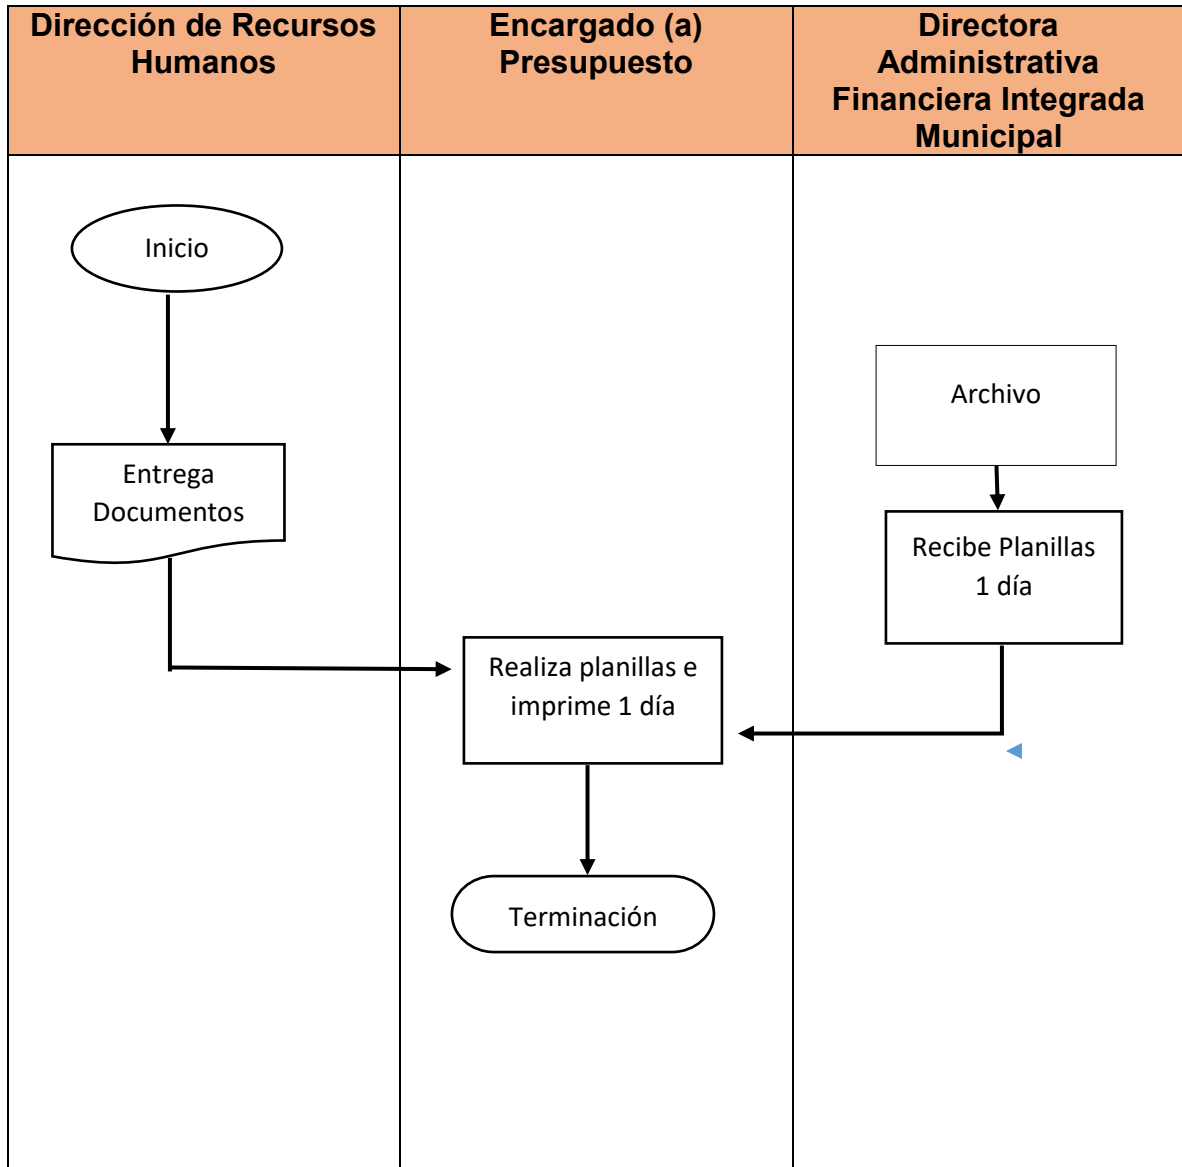 Dirección de Recursos
Humanos
Encargado (a)
Presupuesto
Directora
Administrativa
Financiera Integrada
Municipal
Inicio
Entrega
Documentos
Realiza planillas e
imprime 1 día
Terminación
Archivo
Recibe Planillas
1 día